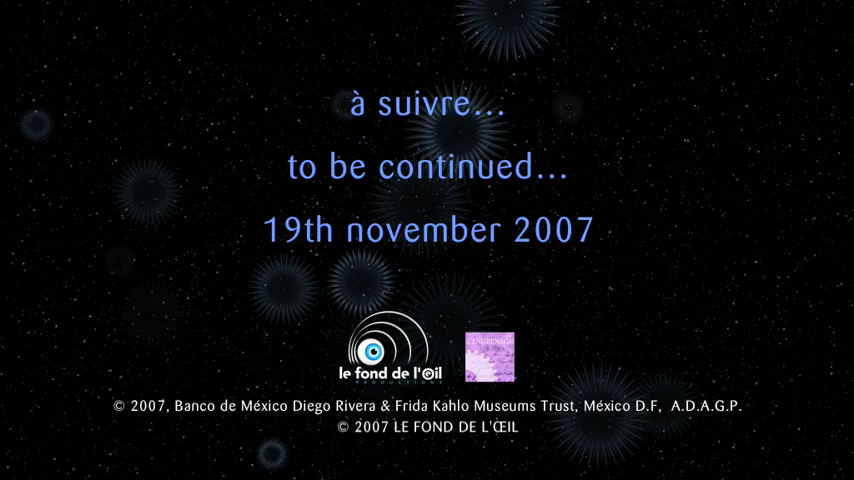 à suivre...
to be continued...
19th november 2007
le fond de l'Œil
PRODUCTIONS
L'ENGRENAGE
© 2007, Banco de México Diego Rivera & Frida Kahlo Museums Trust, México D.F, A.D.A.G.P.
© 2007 LE FOND DE L'ŒIL